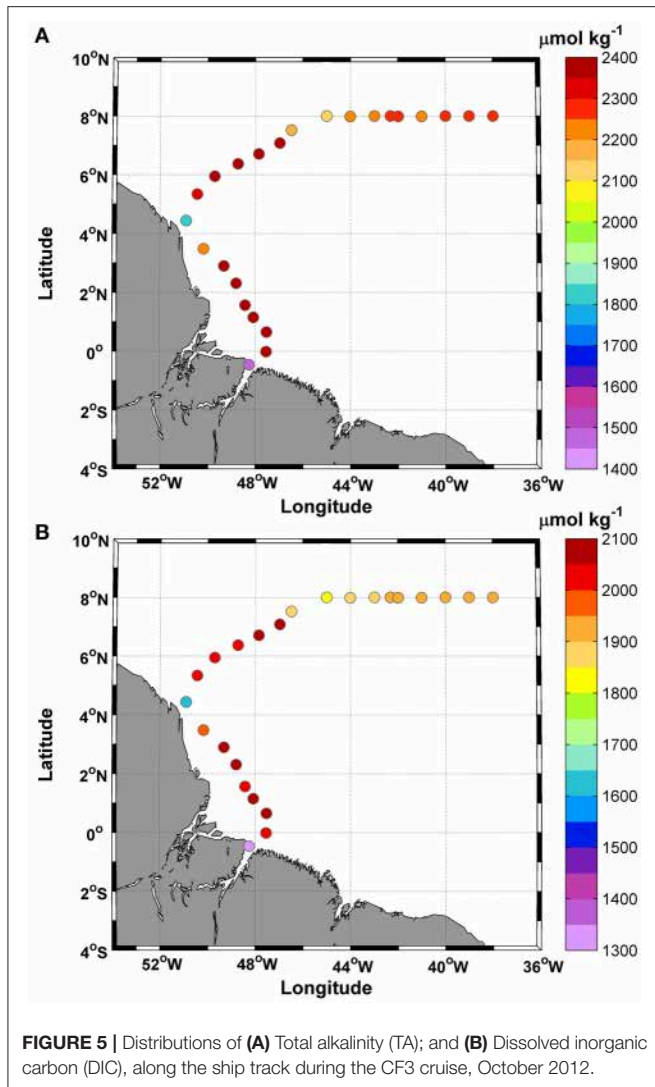 A
μmol kg-1
10°N
8°N
6°N
4°N
2°N
0°
2°S
4°S
Latitude
52°W 48°W 44°W 40°W 36°W
Longitude
2400
2300
2200
2100
2000
1900
1800
1700
1600
1500
1400
B
μmol kg-1
10°N
8°N
6°N
4°N
2°N
0°
2°S
4°S
Latitude
52°W 48°W 44°W 40°W 36°W
Longitude
2100
2000
1900
1800
1700
1600
1500
1400
1300
FIGURE 5 | Distributions of (A) Total alkalinity (TA); and (B) Dissolved inorganic
carbon (DIC), along the ship track during the CF3 cruise, October 2012.